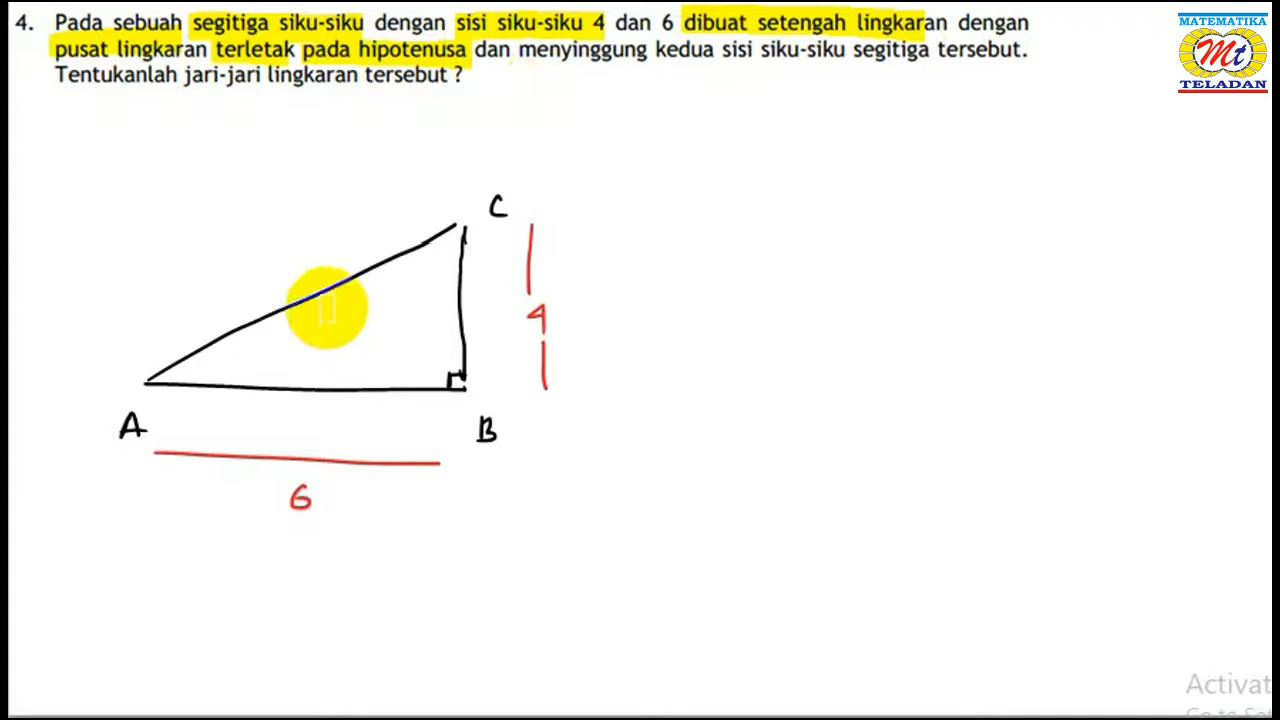 4. Pada sebuah segitiga siku-siku dengan sisi siku-siku 4 dan 6 dibuat setengah lingkaran dengan
pusat lingkaran terletak pada hipotenusa dan menyinggung kedua sisi siku-siku segitiga tersebut.
Tentukanlah jari-jari lingkaran tersebut ?
MATEMATIKA
Mt
TELADAN
C
4
A
B
6
Activat